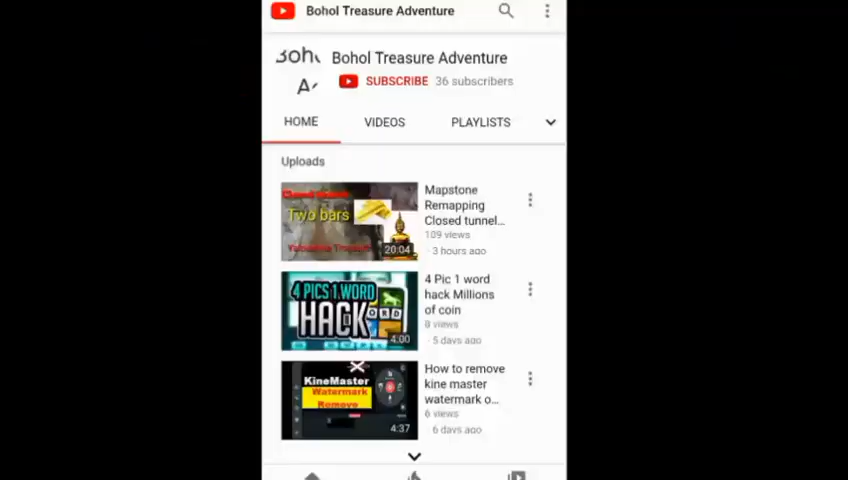 Bohol Treasure Adventure
Bohol Treasure Adventure
SUBSCRIBE 36 subscribers
HOME VIDEOS PLAYLISTS
Uploads
Two bars
20:04
Mapstone
Remapping
Closed tunnel...
109 views
· 3 hours ago
4 PICS 1 WORD
HACK
4:00
4 Pic 1 word
hack Millions
of coin
8 views
· 5 days ago
KineMaster
Watermark
Remove
4:37
How to remove
kine master
watermark o...
6 views
· 6 days ago